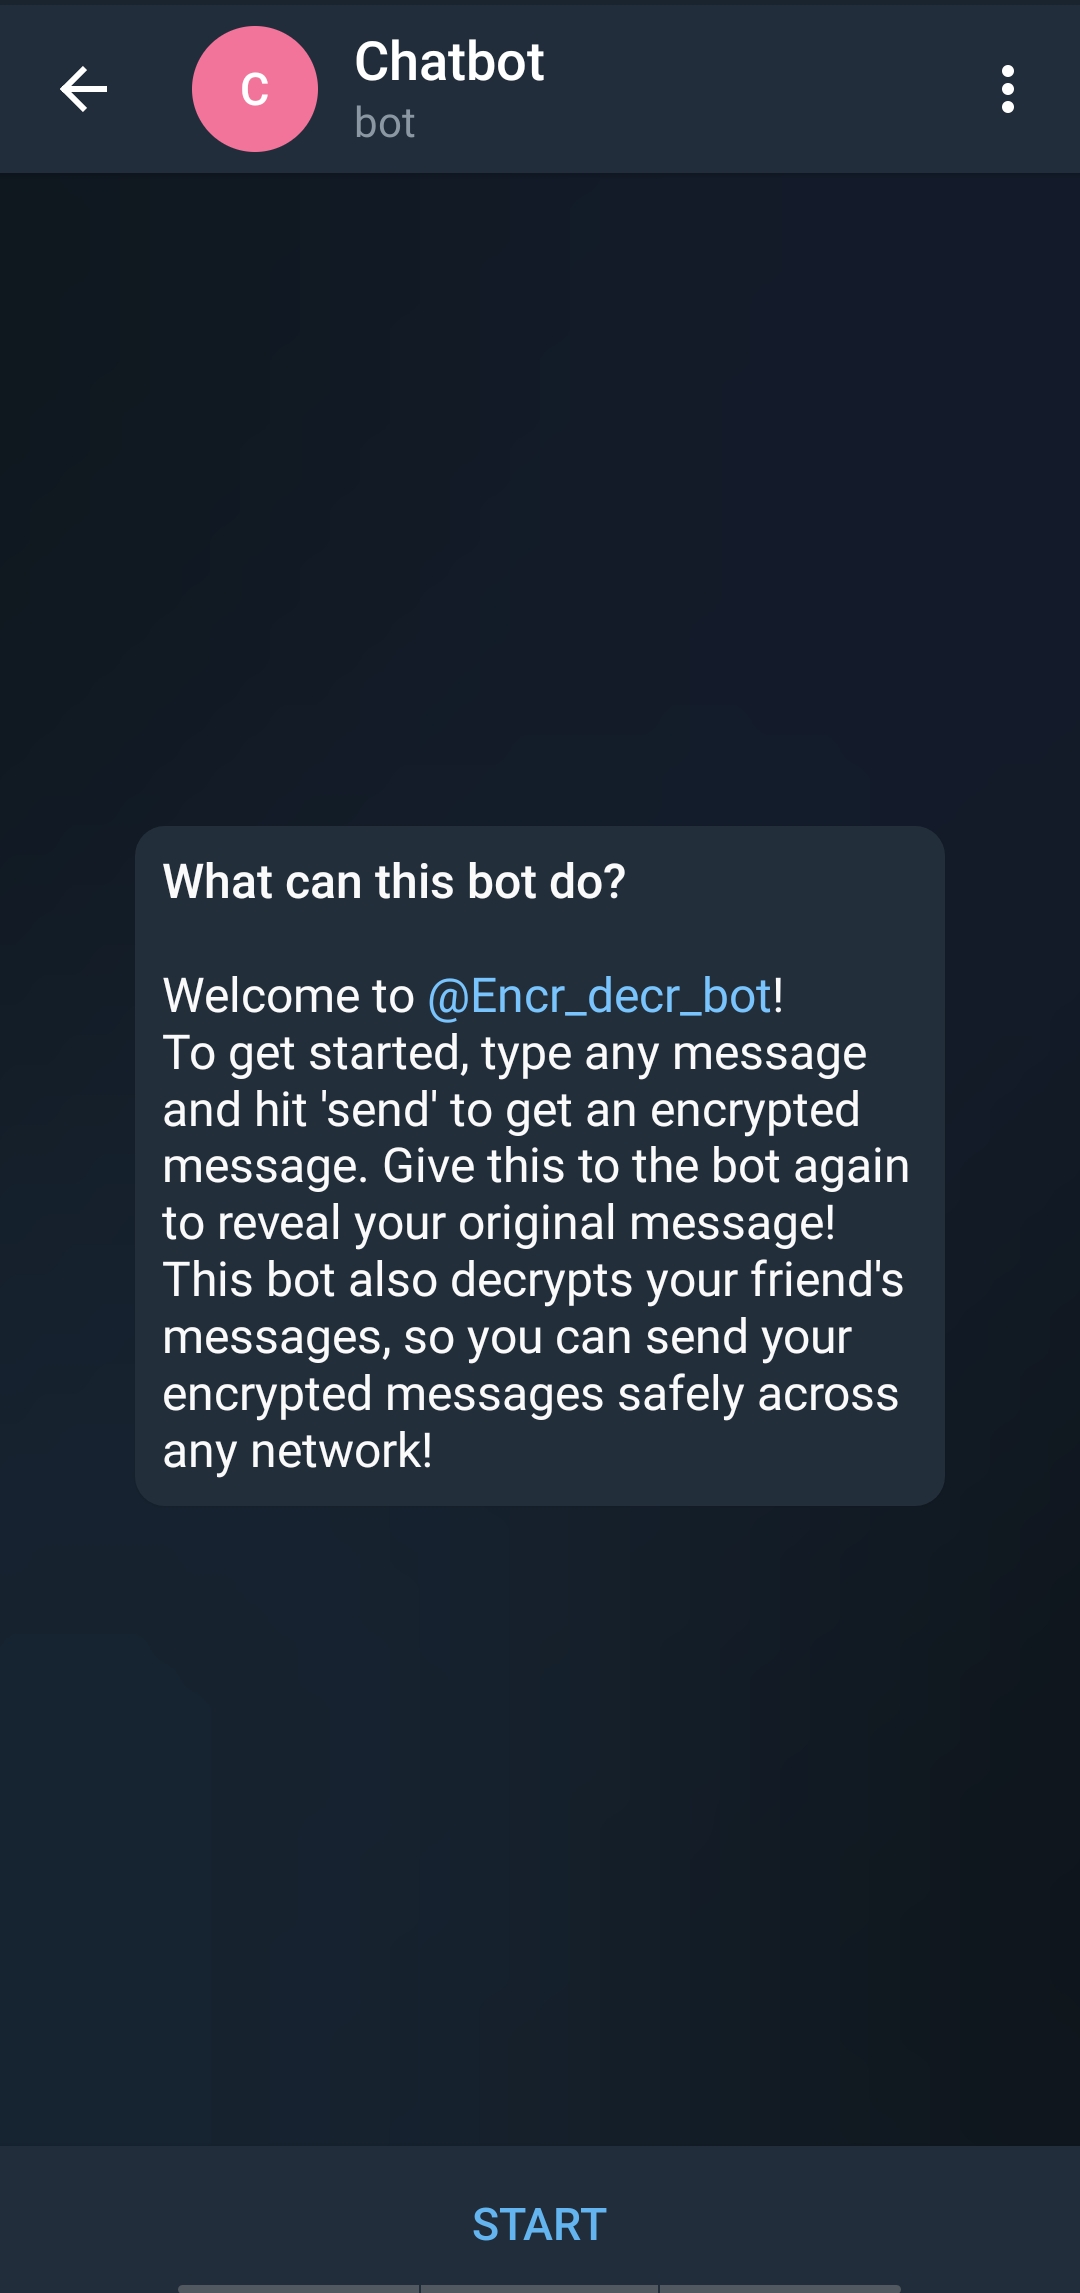 C
Chatbot
bot
What can this bot do?
Welcome to @Encr_decr_bot!
To get started, type any message
and hit 'send' to get an encrypted
message. Give this to the bot again
to reveal your original message!
This bot also decrypts your friend's
messages, so you can send your
encrypted messages safely across
any network!
START